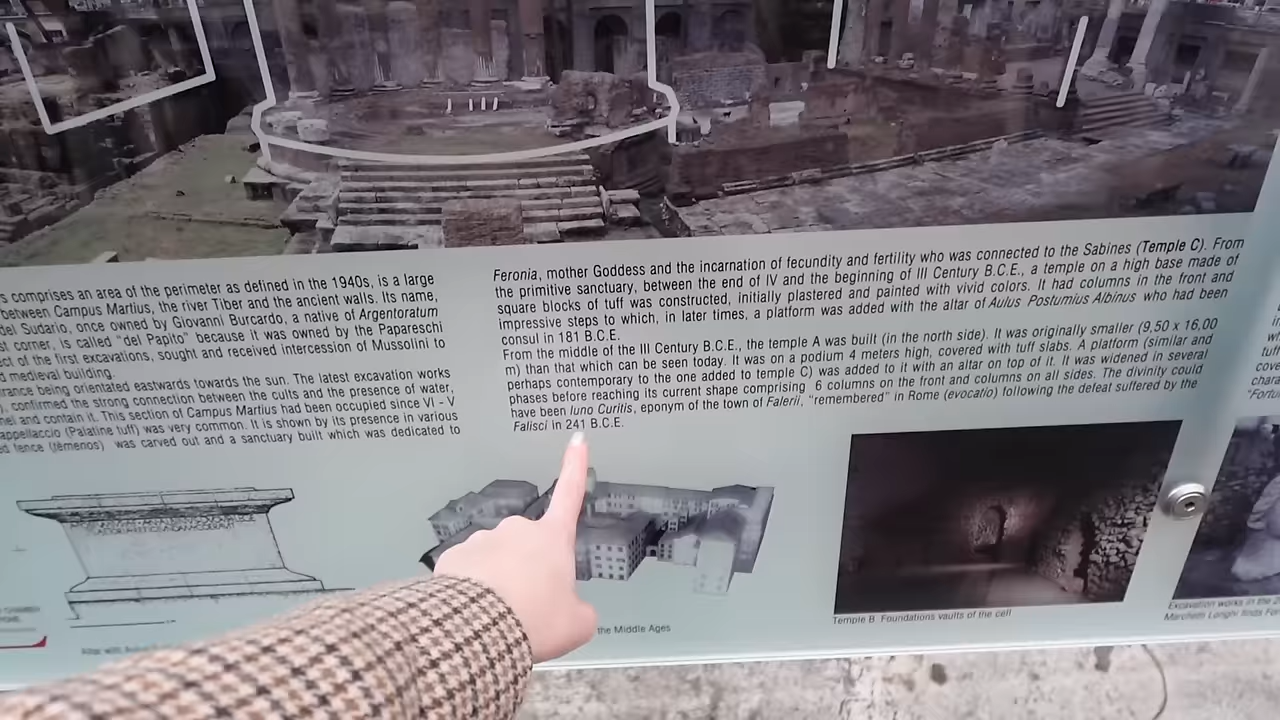 s comprises an area of the perimeter as defined in the 1940s, is a large
between Campus Martius, the river Tiber and the ancient walls. Its name,
del Sudario, once owned by Giovanni Burcardo, a native of Argentoratum
st corner, is called "del Papito" because it was owned by the Papareschi
ct of the first excavations, sought and received intercession of Mussolini to
d medieval building.
rance being orientated eastwards towards the sun. The latest excavation works
), confirmed the strong connection between the cults and the presence of water,
nel and contain it. This section of Campus Martius had been occupied since VI - V
appellaccio (Palatine tuff) was very common. It is shown by its presence in various
ed fence (témenos) was carved out and a sanctuary built which was dedicated to
Feronia, mother Goddess and the incarnation of fecundity and fertility who was connected to the Sabines (Temple C). From
the primitive sanctuary, between the end of IV and the beginning of III Century B.C.E., a temple on a high base made of
square blocks of tuff was constructed, initially plastered and painted with vivid colors. It had columns in the front and
impressive steps to which, in later times, a platform was added with the altar of Aulus Postumius Albinus who had been
consul in 181 B.C.E.
From the middle of the III Century B.C.E., the temple A was built (in the north side). It was originally smaller (9,50 x 16,00
m) than that which can be seen today. It was on a podium 4 meters high, covered with tuff slabs. A platform (similar and
perhaps contemporary to the one added to temple C) was added to it with an altar on top of it. It was widened in several
phases before reaching its current shape comprising 6 columns on the front and columns on all sides. The divinity could
have been Iuno Curitis, eponym of the town of Falerii, "remembered" in Rome (evocatio) following the defeat suffered by the
Falisci in 241 B.C.E.
the Middle Ages
Temple B. Foundations vaults of the cell
Excavation works in the
Marchetti Longhi finds